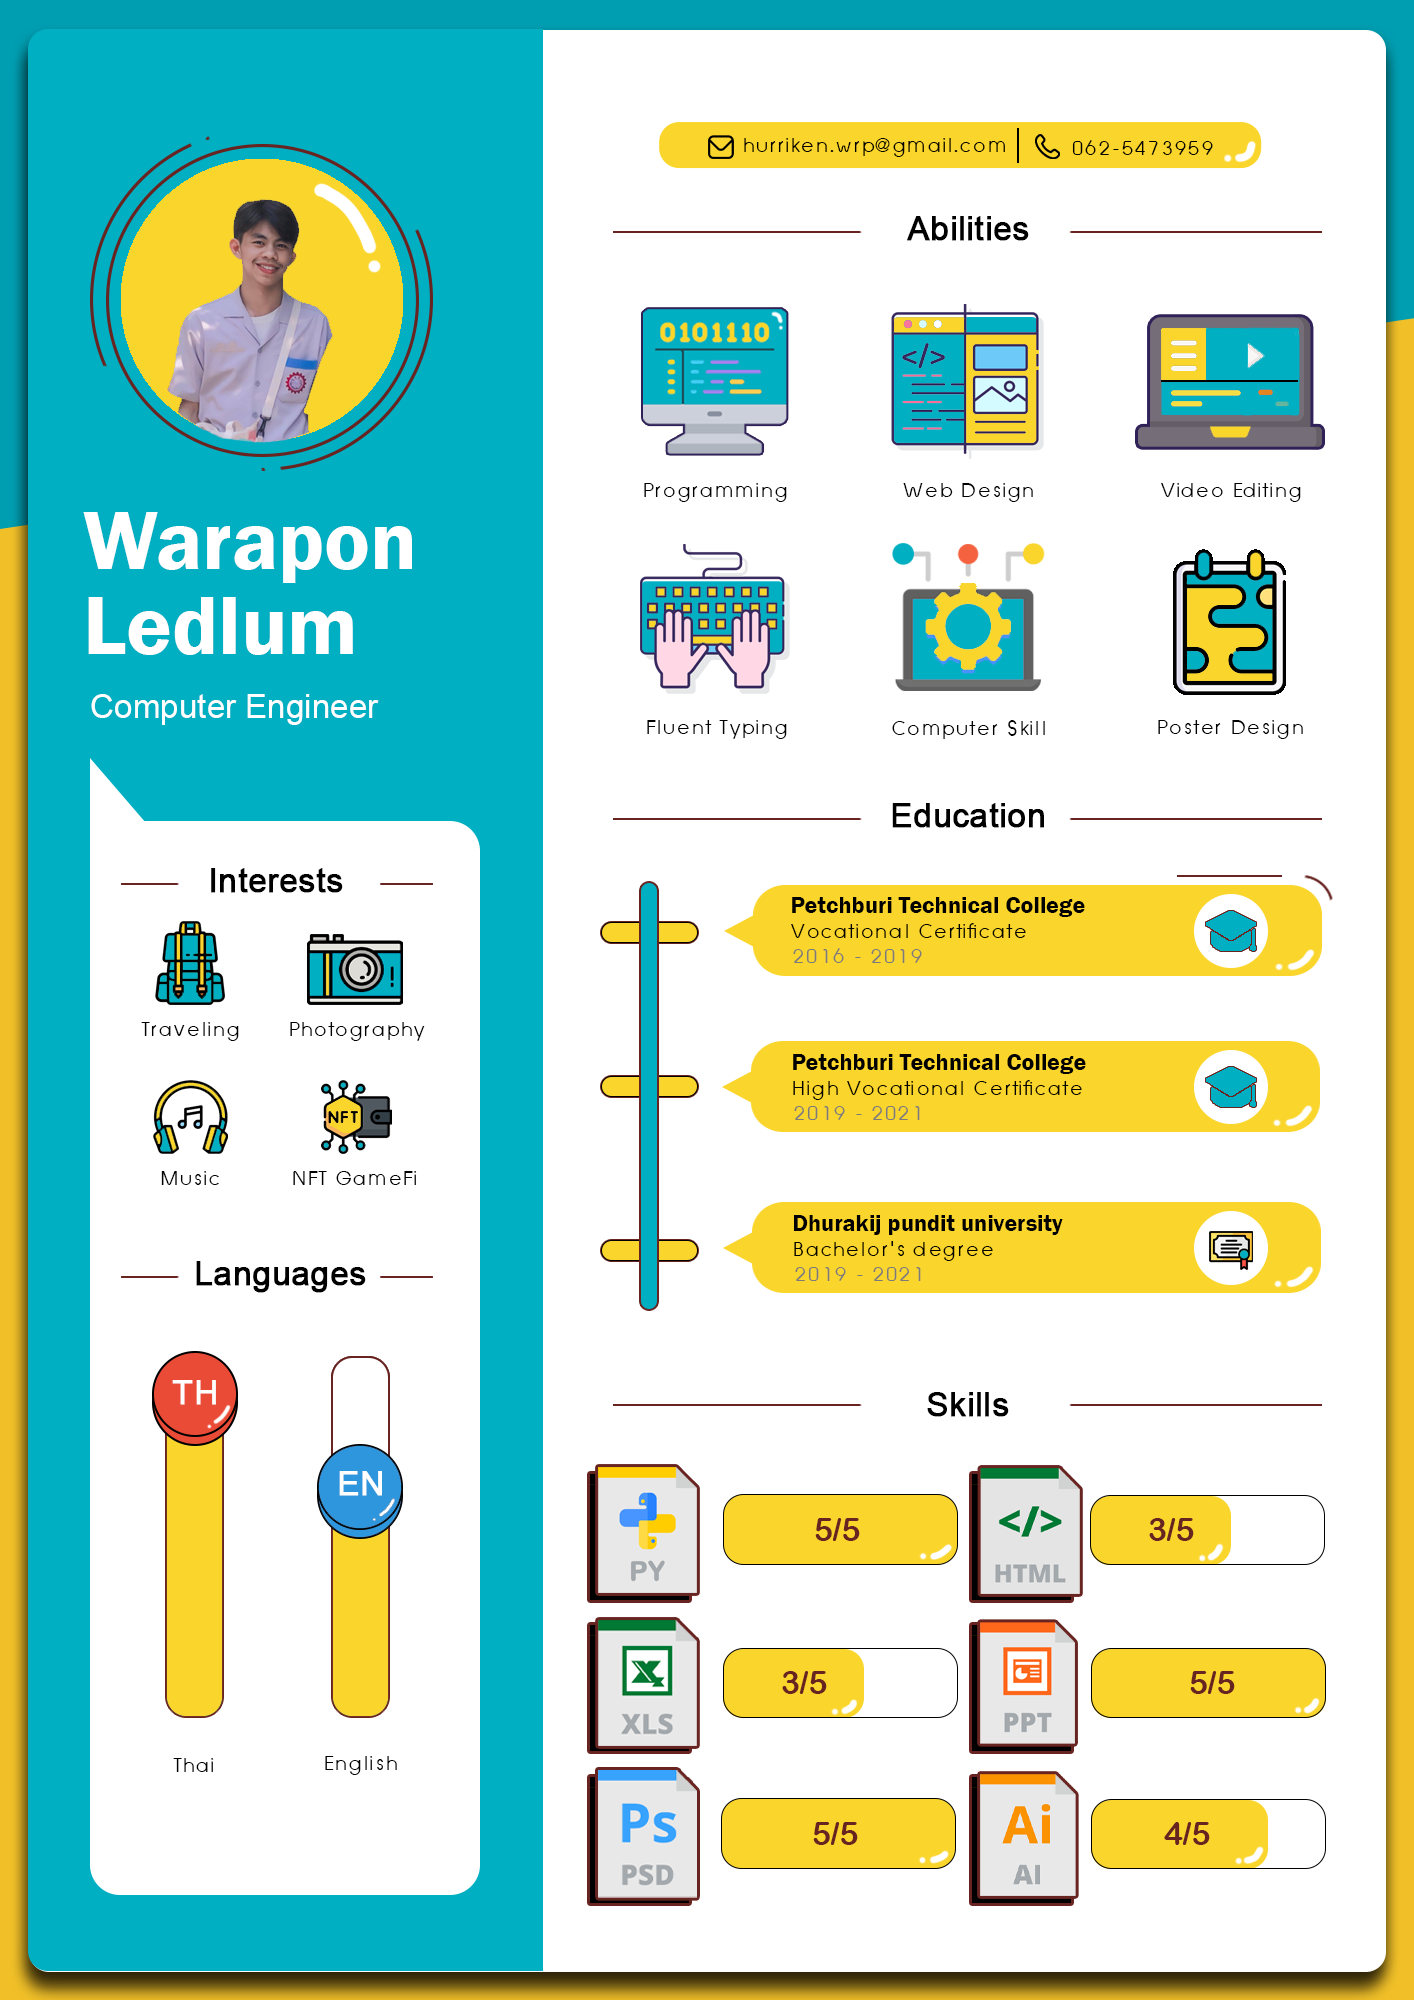 Warapon
Ledlum
Computer Engineer
Interests
Traveling
Photography
NFT
Music
NFT GameFi
Languages
TH
EN
Thai
English
hurriken.wrp@gmail.com
062-5473959
Abilities
0101110
</>
Programming
Web Design
Video Editing
Fluent Typing
Computer Skill
Poster Design
Education
Petchburi Technical College
Vocational Certificate
2016 - 2019
Petchburi Technical College
High Vocational Certificate
2019 - 2021
Dhurakij pundit university
Bachelor's degree
2019 - 2021
Skills
PY
5/5
</>
HTML
3/5
X
XLS
3/5
PPT
5/5
Ps
PSD
5/5
Ai
AI
4/5